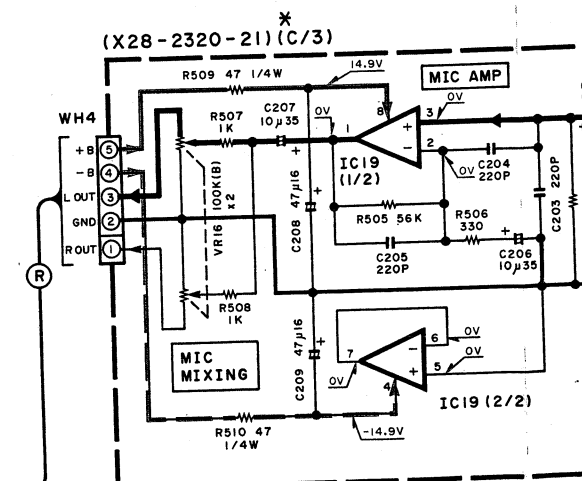 *
(X28-2320-21)(C/3)
R509 47 1/4W
14.9V
MIC AMP
WH4
R507
1K
C207
10μ35
0V
8
3
0V
+B
5
+
1
+
-B
4
IC19
(1/2)
−
2
C204
220P
0V
L OUT
3
100K(B)
x2
47μ16
+
C203 220P
GND
2
VR16
C208
R505 56K
R506
330
+
R OUT
1
C205
220P
C206
10μ35
R
R508
1K
47μ16
+
6
0V
MIC
MIXING
7
−
0V
+
5
0V
C209
4
IC19 (2/2)
R510 47
1/4W
-14.9V